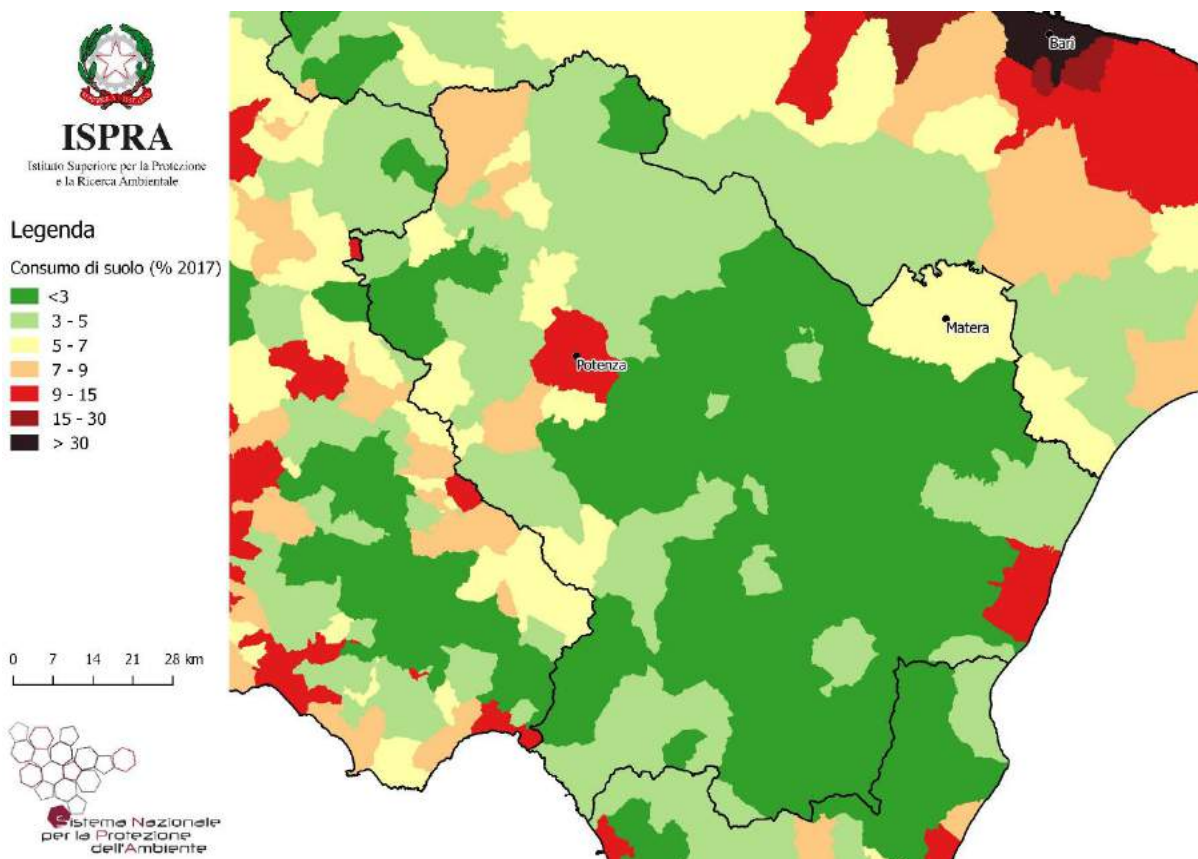 ISPRA
Istituto Superiore per la Protezione
e la Ricerca Ambientale
Legenda
Consumo di suolo (% 2017)
<3
3 - 5
5 - 7
7 - 9
9 - 15
15 - 30
> 30
0 7 14 21 28 km
Sistema Nazionale
per la Protezione
dell'Ambiente
Bari
Matera
Potenza